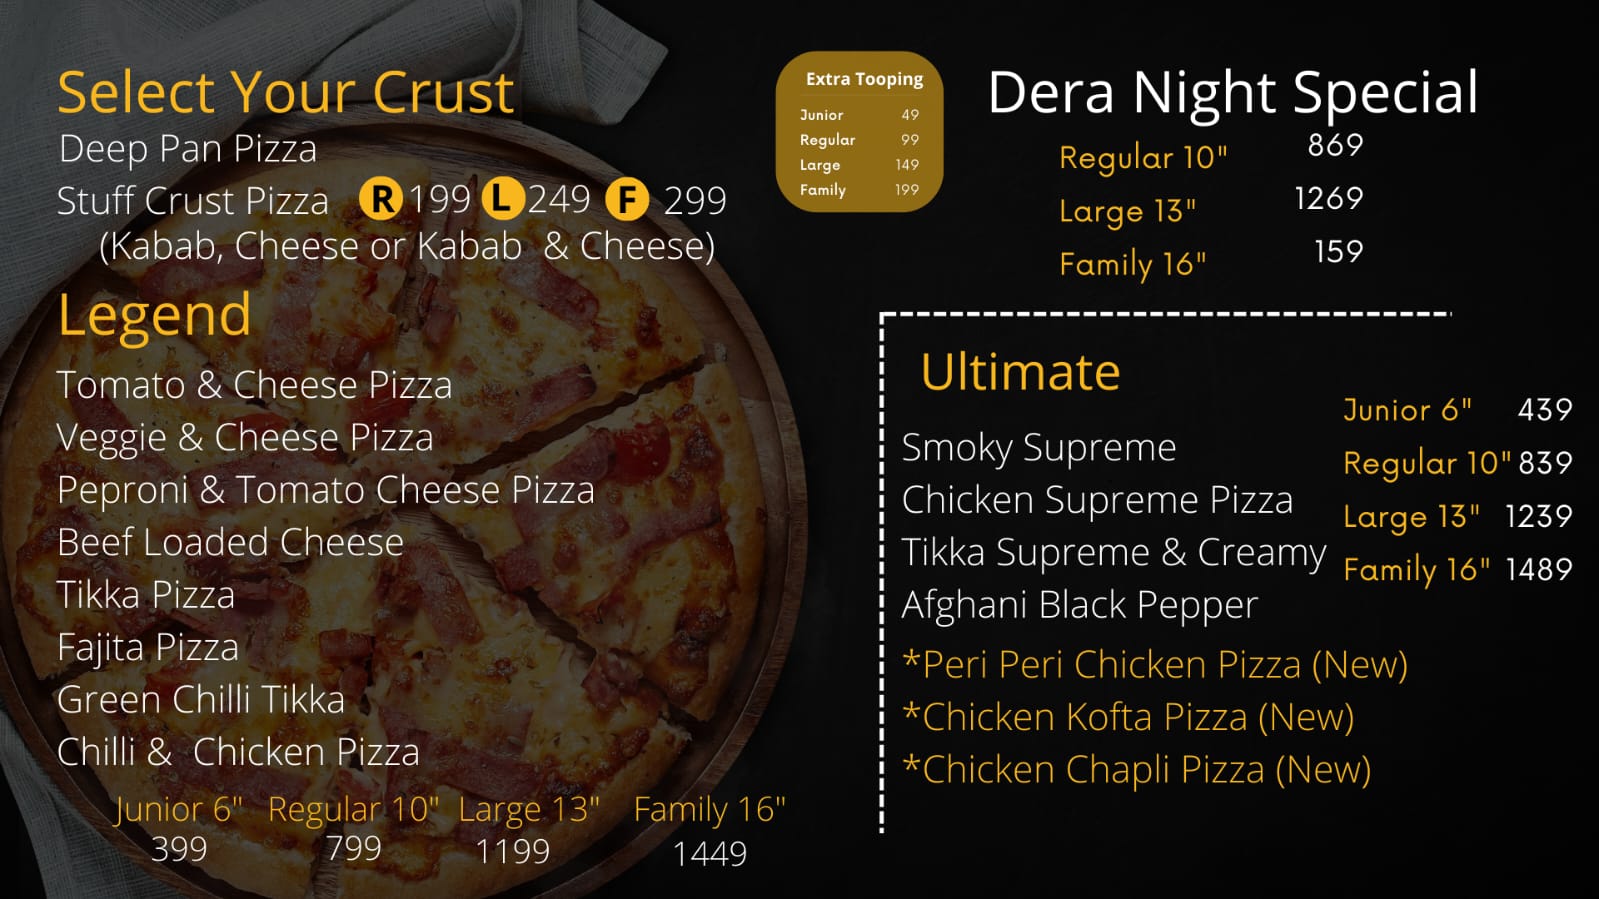 Select Your Crust
Deep Pan Pizza
Stuff Crust Pizza R 199 L 249 F 299
(Kabab, Cheese or Kabab & Cheese)
Legend
Tomato & Cheese Pizza
Veggie & Cheese Pizza
Peproni & Tomato Cheese Pizza
Beef Loaded Cheese
Tikka Pizza
Fajita Pizza
Green Chilli Tikka
Chilli & Chicken Pizza
Junior 6" Regular 10" Large 13" Family 16"
399 799 1199 1449
Extra Tooping
Junior 49
Regular 99
Large 149
Family 199
Dera Night Special
Regular 10" 869
Large 13" 1269
Family 16" 159
Ultimate
Smoky Supreme
Chicken Supreme Pizza
Tikka Supreme & Creamy
Afghani Black Pepper
*Peri Peri Chicken Pizza (New)
*Chicken Kofta Pizza (New)
*Chicken Chapli Pizza (New)
Junior 6" 439
Regular 10" 839
Large 13" 1239
Family 16" 1489